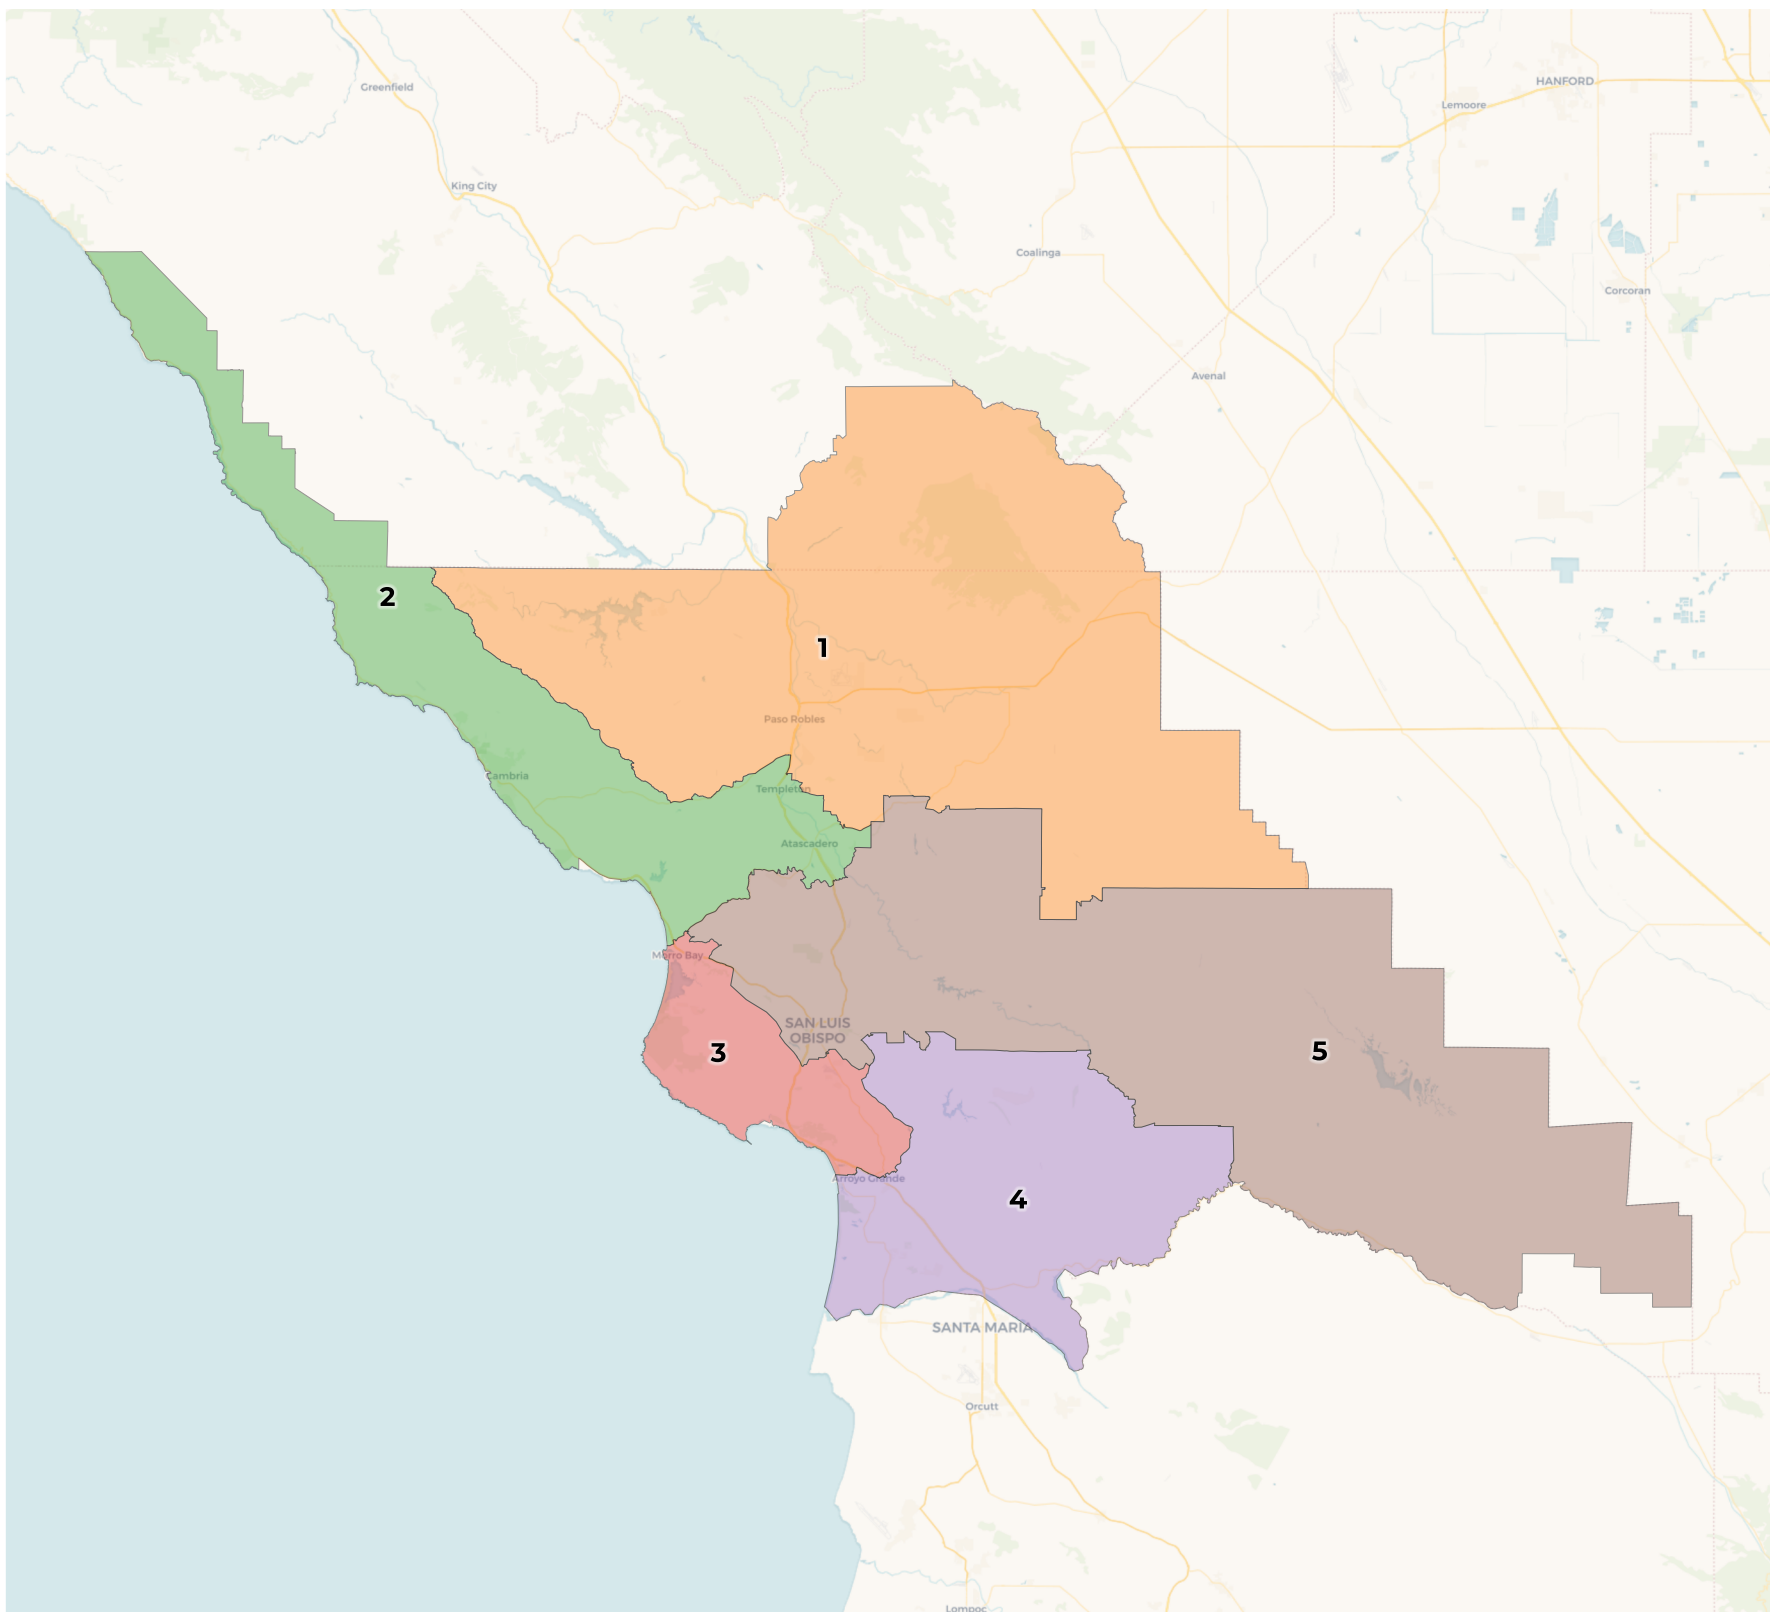 HANFORD
Greenfield
Lemoore
King City
Coalinga
Corcoran
Avenal
2
1
Paso Robles
Cambria
Templeton
Atascadero
Morro Bay
SAN LUIS
OBISPO
3
5
Arroyo Grande
4
SANTA MARIA
Orcutt
Lompoc